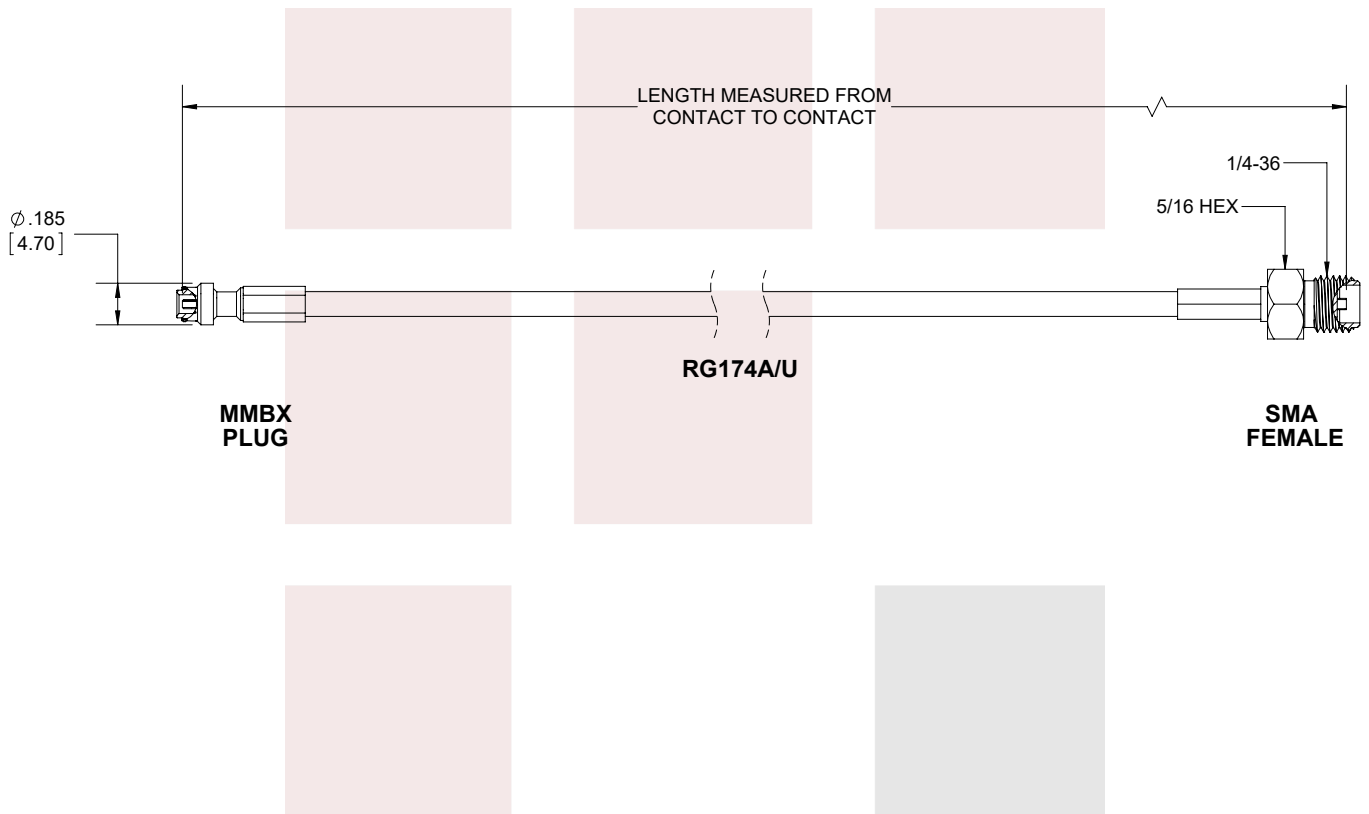 LENGTH MEASURED FROM
CONTACT TO CONTACT
1/4-36
5/16 HEX
⌀.185
[4.70]
RG174A/U
MMBX
PLUG
SMA
FEMALE